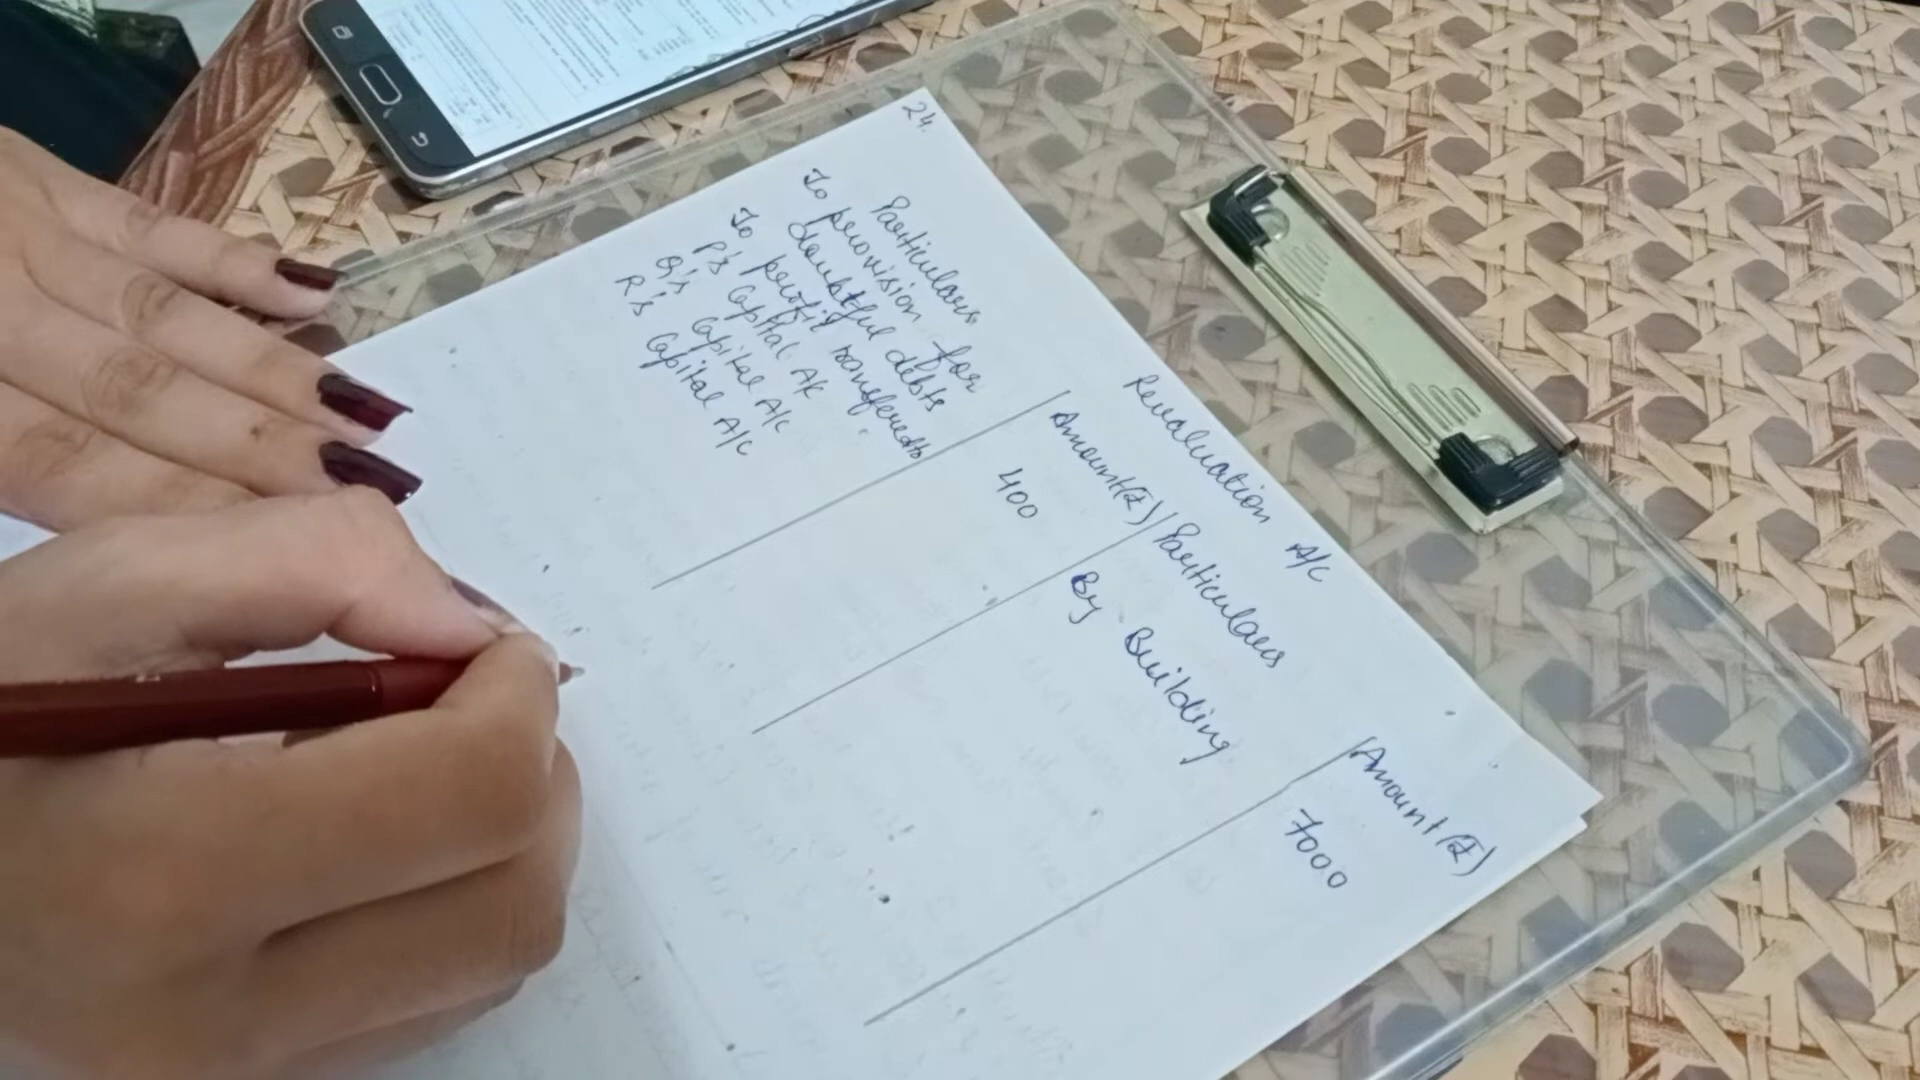 24.
Revaluation A/c
Particulars Amount(₹) Particulars Amount(₹)
To provision for 400 By Building 7000
doubtful debts
To profit transferred to
P's Capital A/c
Q's Capital A/c
R's Capital A/c